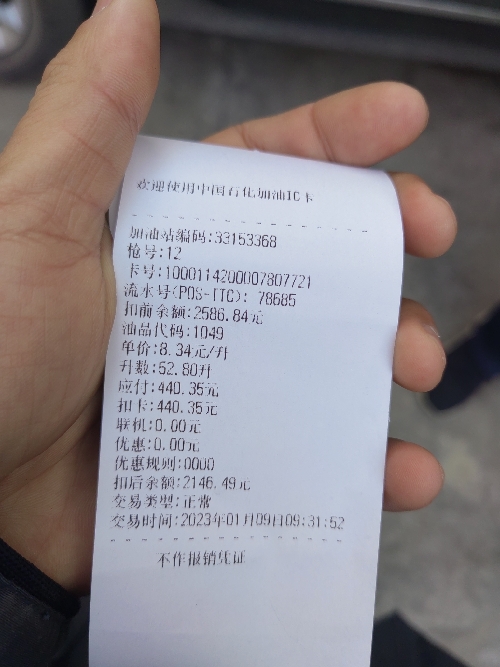 欢迎使用中国石化加油IC卡
加油站编码:33153368
枪号:12
卡号:1000114200007807721
流水号(POS-TTC): 78685
扣前余额:2586.84元
油品代码:1049
单价:8.34元/升
升数:52.80升
应付:440.35元
扣卡:440.35元
联机:0.00元
优惠:0.00元
优惠规则:0000
扣后余额:2146.49元
交易类型:正常
交易时间:2023年01月09日09:31:52
不作报销凭证